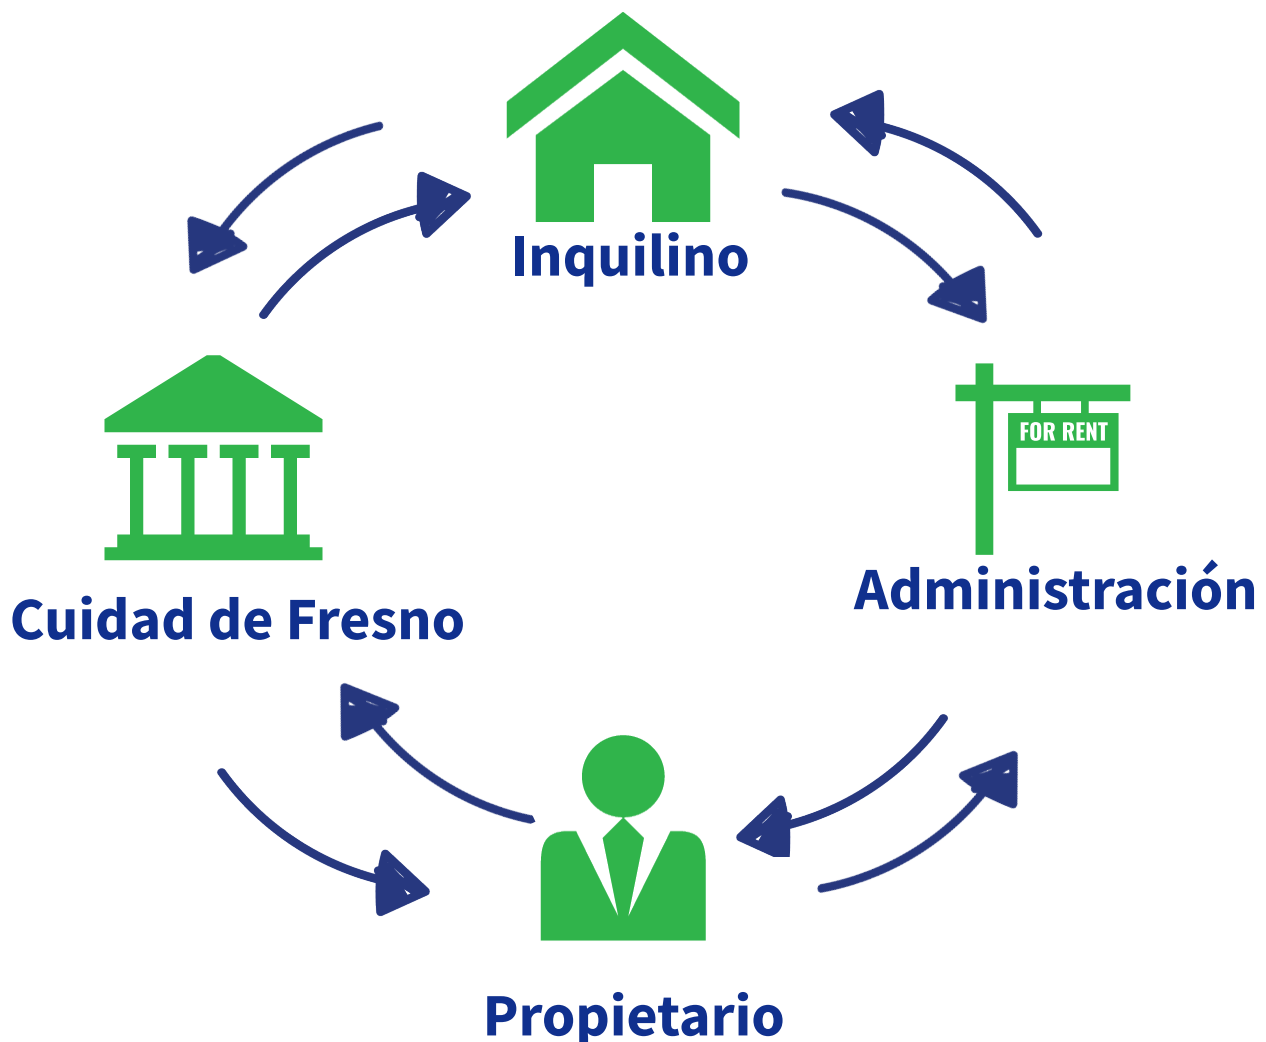 Inquilino
FOR RENT
Administración
Cuidad de Fresno
Propietario